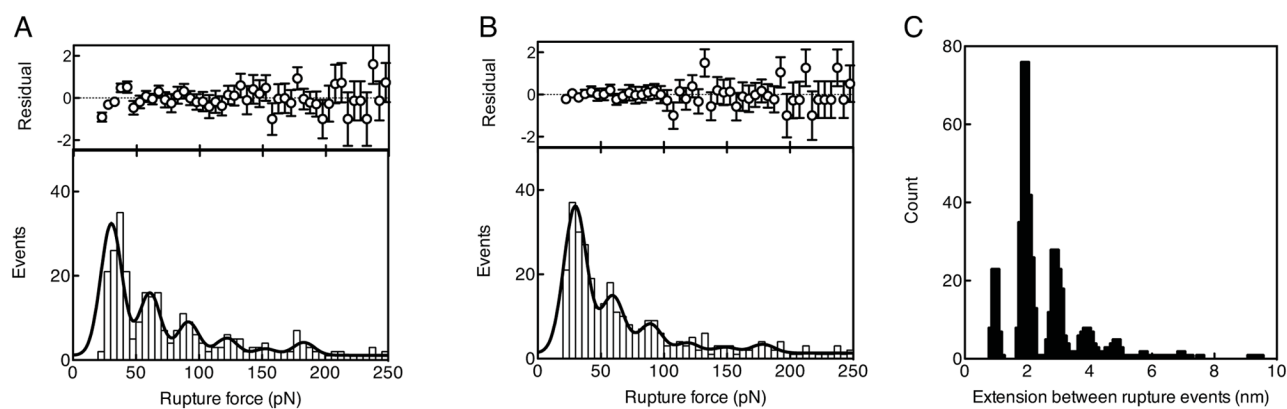 A
B
C
2
0
-2
Residual
40
20
0
Events
0 50 100 150 200 250
Rupture force (pN)
2
0
-2
Residual
40
20
0
Events
0 50 100 150 200 250
Rupture force (pN)
80
60
40
20
0
Count
0 2 4 6 8 10
Extension between rupture events (nm)